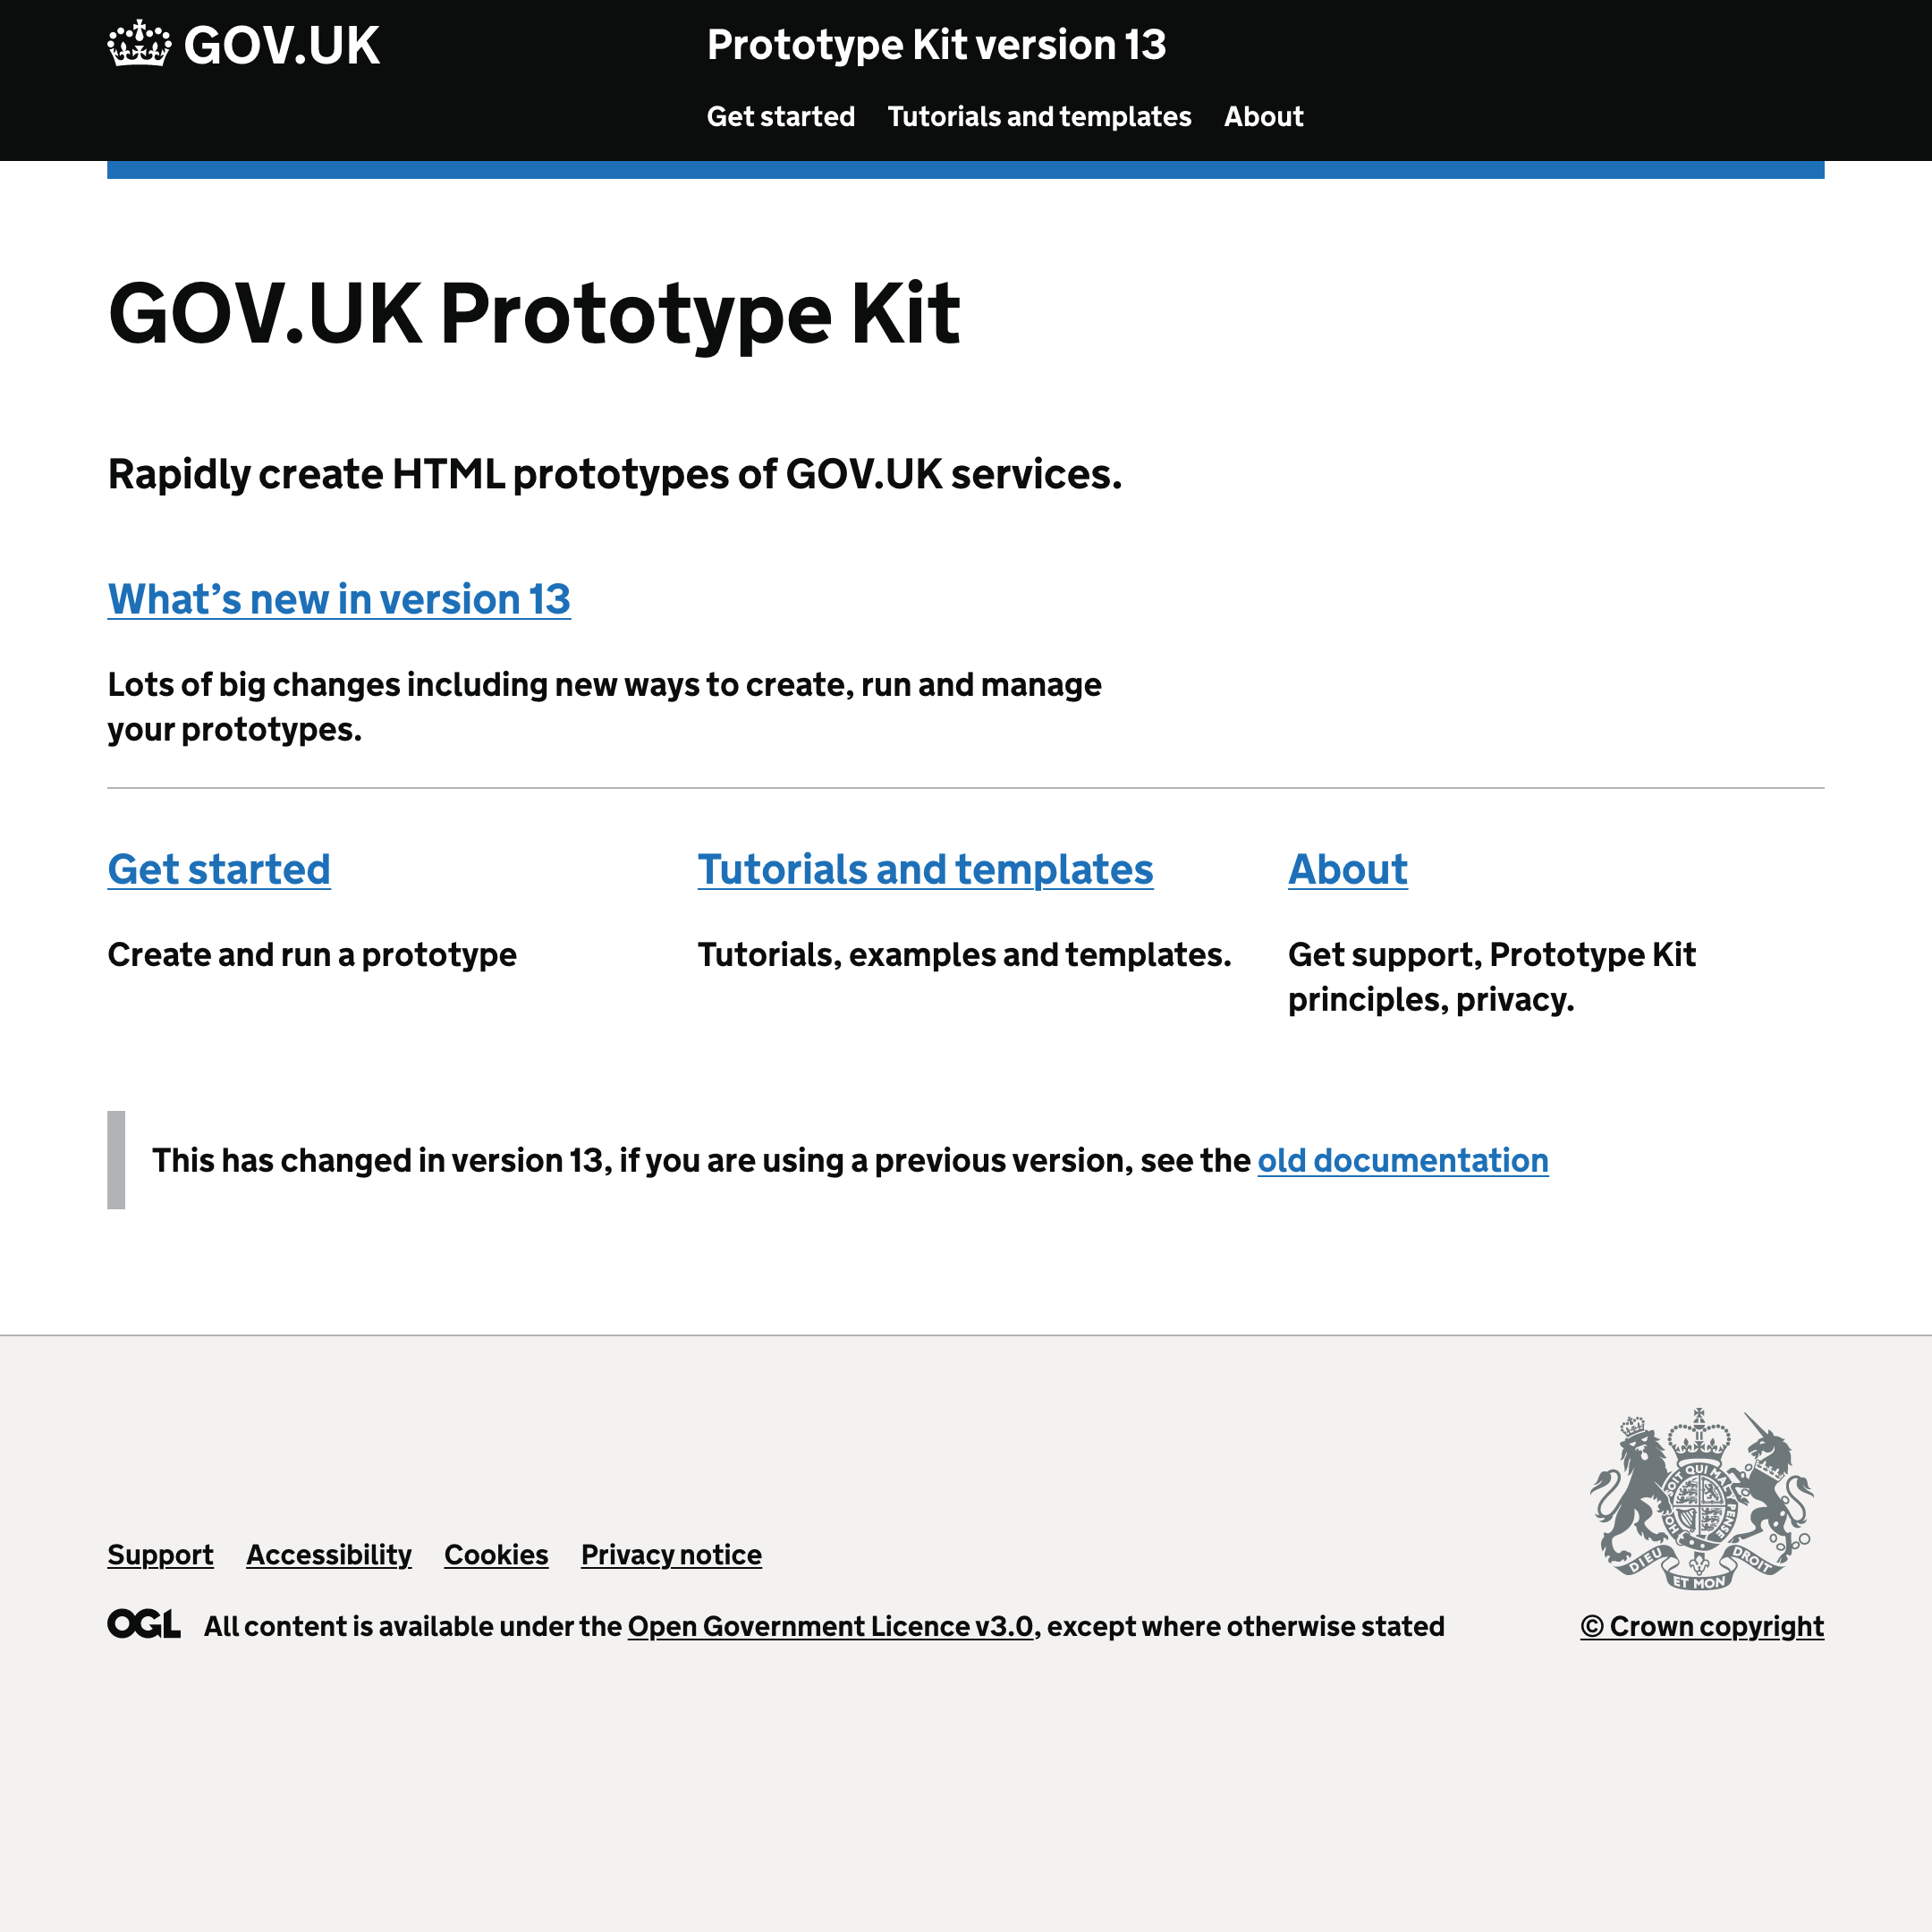 GOV.UK
Prototype Kit version 13
Get started Tutorials and templates About
GOV.UK Prototype Kit
Rapidly create HTML prototypes of GOV.UK services.
What’s new in version 13
Lots of big changes including new ways to create, run and manage
your prototypes.
Get started
Create and run a prototype
Tutorials and templates
Tutorials, examples and templates.
About
Get support, Prototype Kit
principles, privacy.
This has changed in version 13, if you are using a previous version, see the old documentation
Support Accessibility Cookies Privacy notice
OGL All content is available under the Open Government Licence v3.0, except where otherwise stated
HONI SOIT QUI MAL Y PENSE
DIEU ET MON DROIT
© Crown copyright